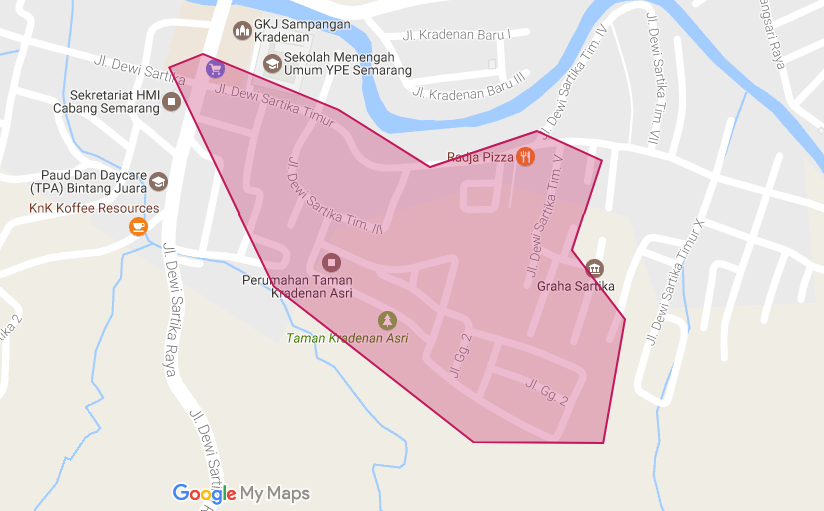 GKJ Sampangan
Kradenan
Jl. Kradenan Baru I
Jl. Dewi Sartika Tim. IV
angsari Raya
Jl. Dewi Sartika
Sekolah Menengah
Umum YPE Semarang
Jl. Kradenan Baru III
Sekretariat HMI
Cabang Semarang
Jl. Dewi Sartika Timur
Jl. Dewi Sartika Tim. VII
Radja Pizza
Paud Dan Daycare
(TPA) Bintang Juara
KnK Koffee Resources
Jl. Dewi Sartika Tim. III
Jl. Dewi Sartika Tim. V
Jl. Dewi Sartika Timur X
Jl. Dewi Sartika Raya
Perumahan Taman
Kradenan Asri
Graha Sartika
tika 2
Taman Kradenan Asri
Jl. Gg. 2
Jl. Gg. 2
Jl. Dewi Sartika Raya
Google My Maps